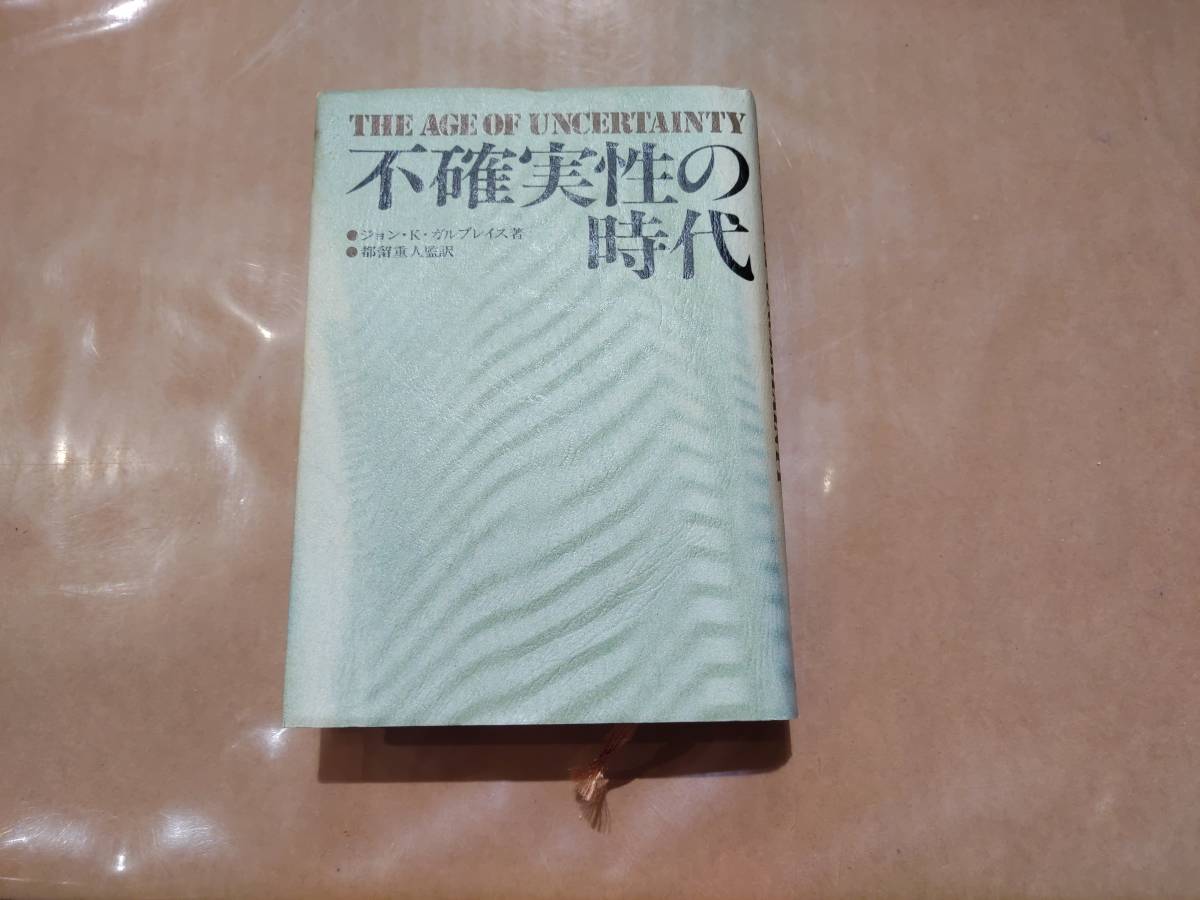 THE AGE OF UNCERTAINTY
不確実性の
時代
●ジョン・K・ガルブレイス著
●都留重人監訳